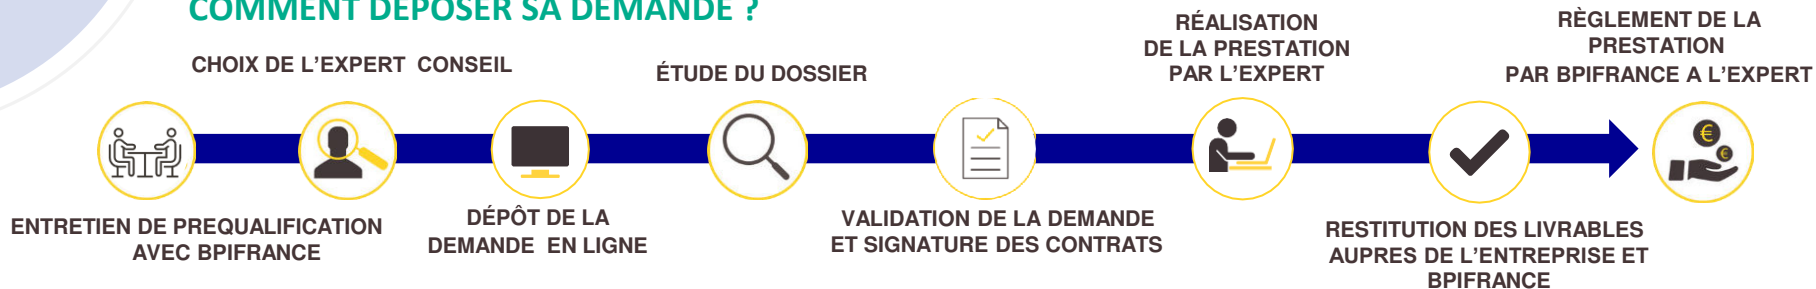 COMMENT DÉPOSER SA DEMANDE ?
ENTRETIEN DE PREQUALIFICATION
AVEC BPIFRANCE
CHOIX DE L’EXPERT CONSEIL
DÉPÔT DE LA
DEMANDE EN LIGNE
ÉTUDE DU DOSSIER
VALIDATION DE LA DEMANDE
ET SIGNATURE DES CONTRATS
RÉALISATION
DE LA PRESTATION
PAR L’EXPERT
RESTITUTION DES LIVRABLES
AUPRES DE L’ENTREPRISE ET
BPIFRANCE
RÈGLEMENT DE LA
PRESTATION
PAR BPIFRANCE A L’EXPERT
€
€